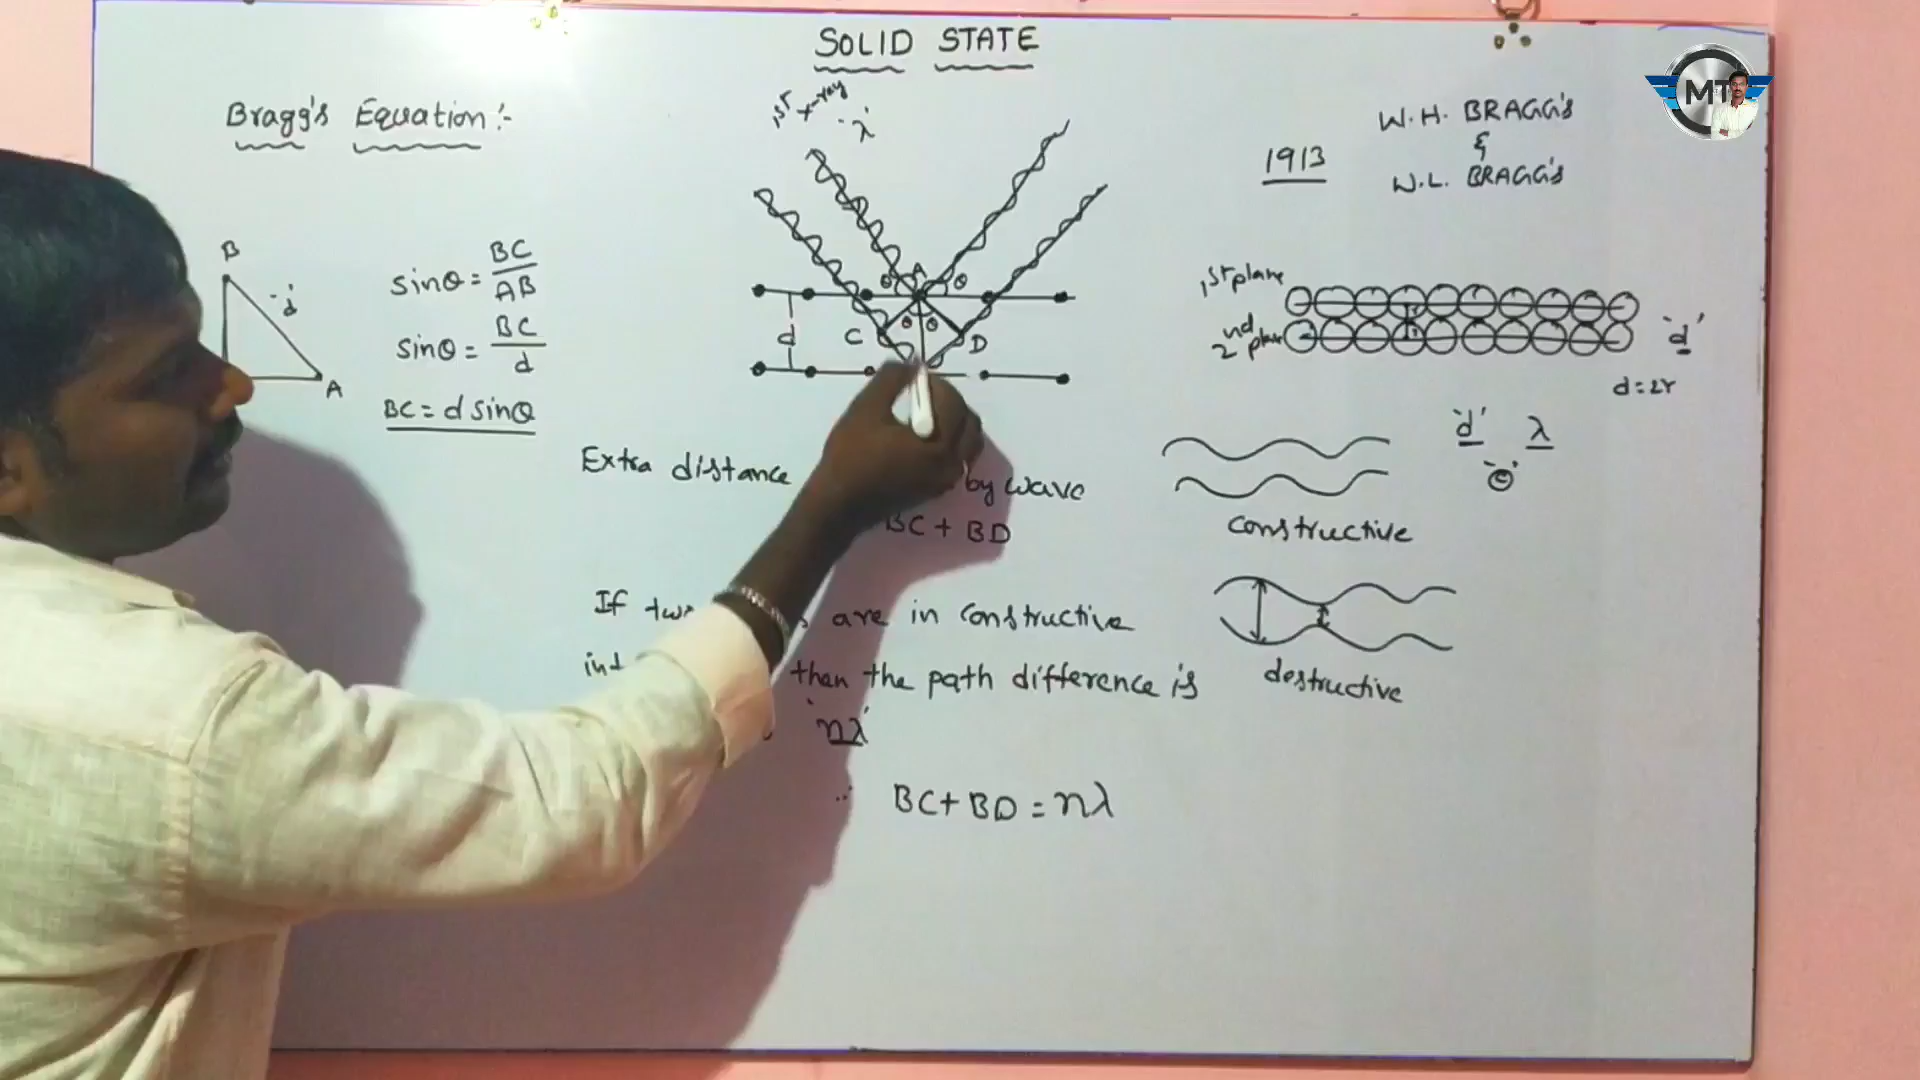 SOLID STATE
Bragg's Equation:-
1st x-ray
'λ'
1913
W.H. BRAGG's
&
W.L. BRAGG's
MT
B
'd'
A
sinθ = BC/AB
sinθ = BC/d
BC = d sinθ
A
θ θ
θ θ
C D
d
1st plane
2nd plane
'd'
d = 2r
'd' λ
'θ'
constructive
destructive
Extra distance by wave
BC + BD
If are in constructive
then the path difference is
'nλ'
∴ BC + BD = nλ